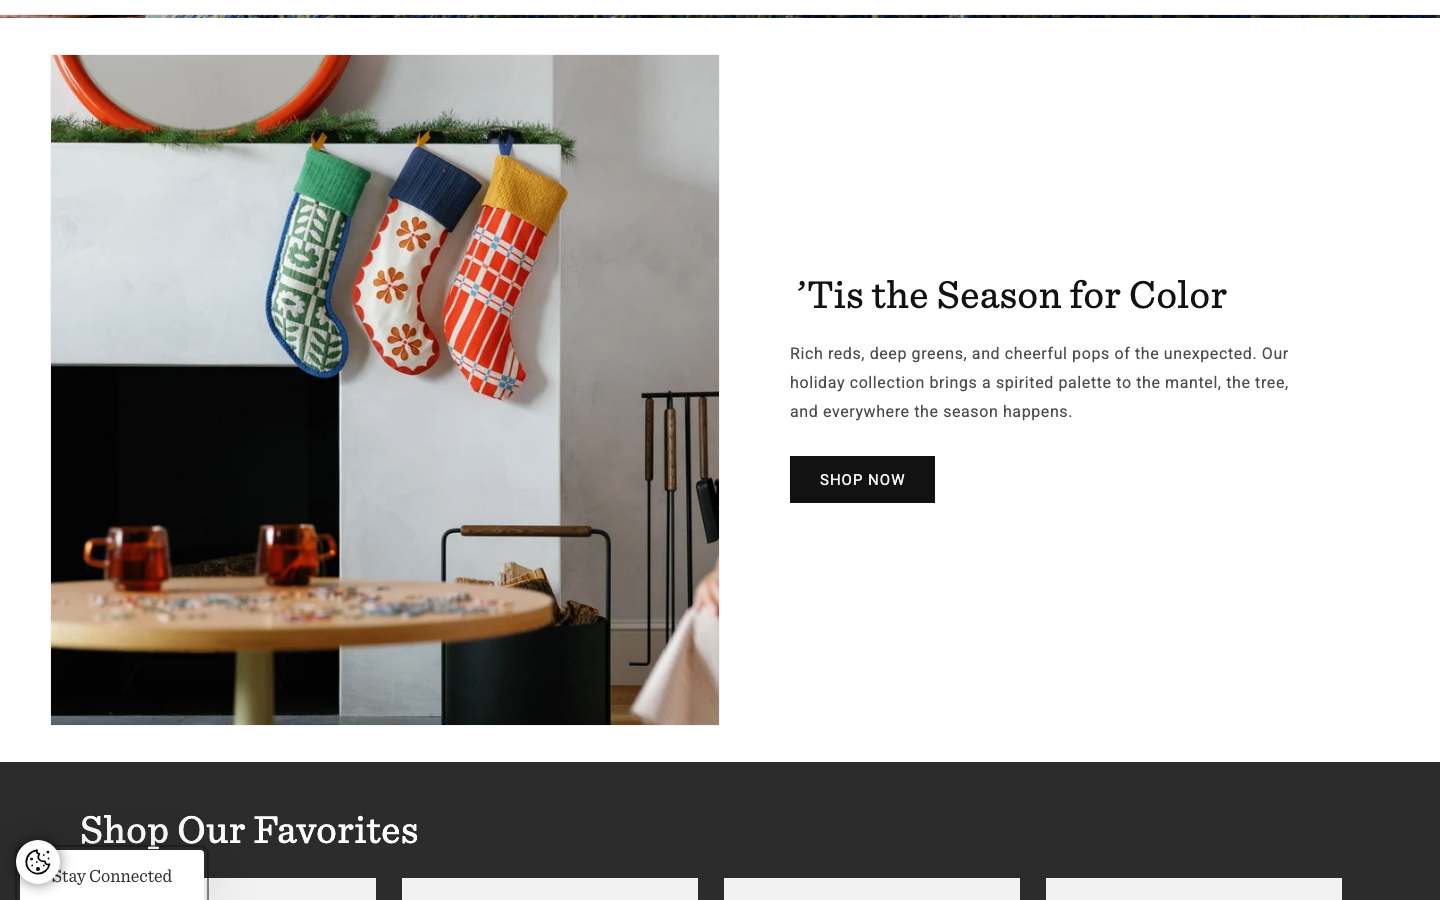 ’Tis the Season for Color
Rich reds, deep greens, and cheerful pops of the unexpected. Our
holiday collection brings a spirited palette to the mantel, the tree,
and everywhere the season happens.
SHOP NOW
Shop Our Favorites
Stay Connected